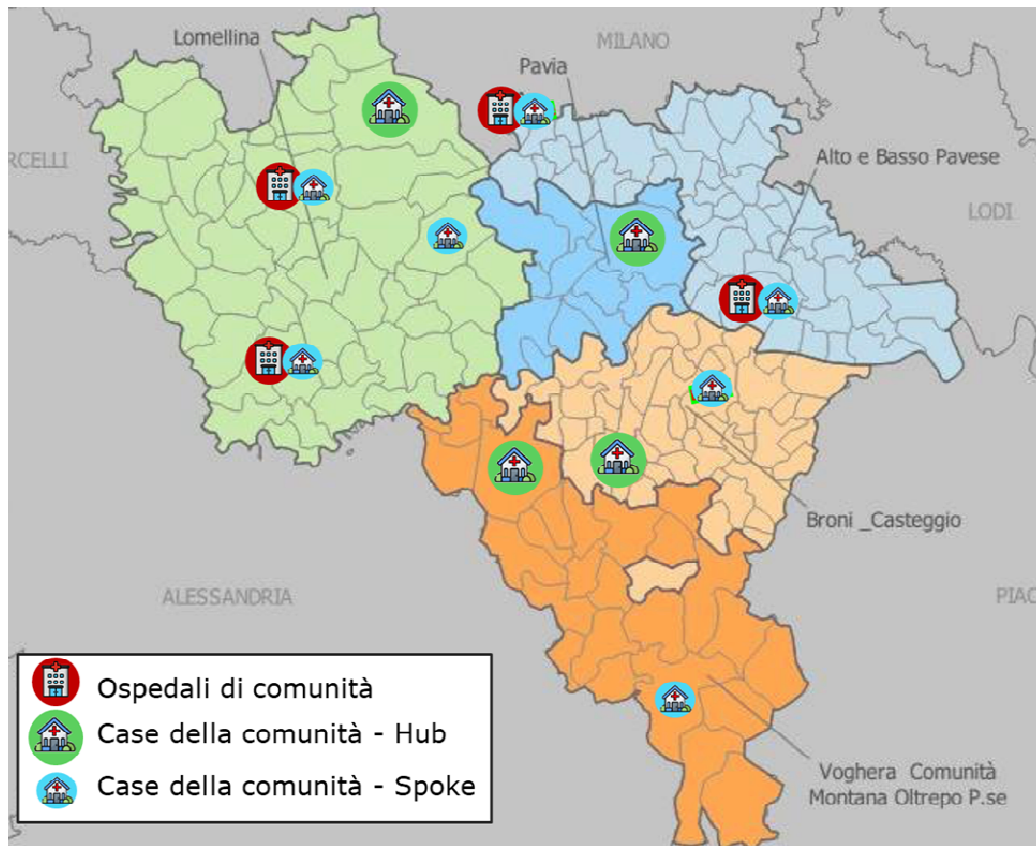 Lomellina
MILANO
Pavia
RCELLI
Alto e Basso Pavese
LODI
Broni _Casteggio
ALESSANDRIA
PIAC
Ospedali di comunità
Case della comunità - Hub
Case della comunità - Spoke
Voghera  Comunità
Montana Oltrepo P.se